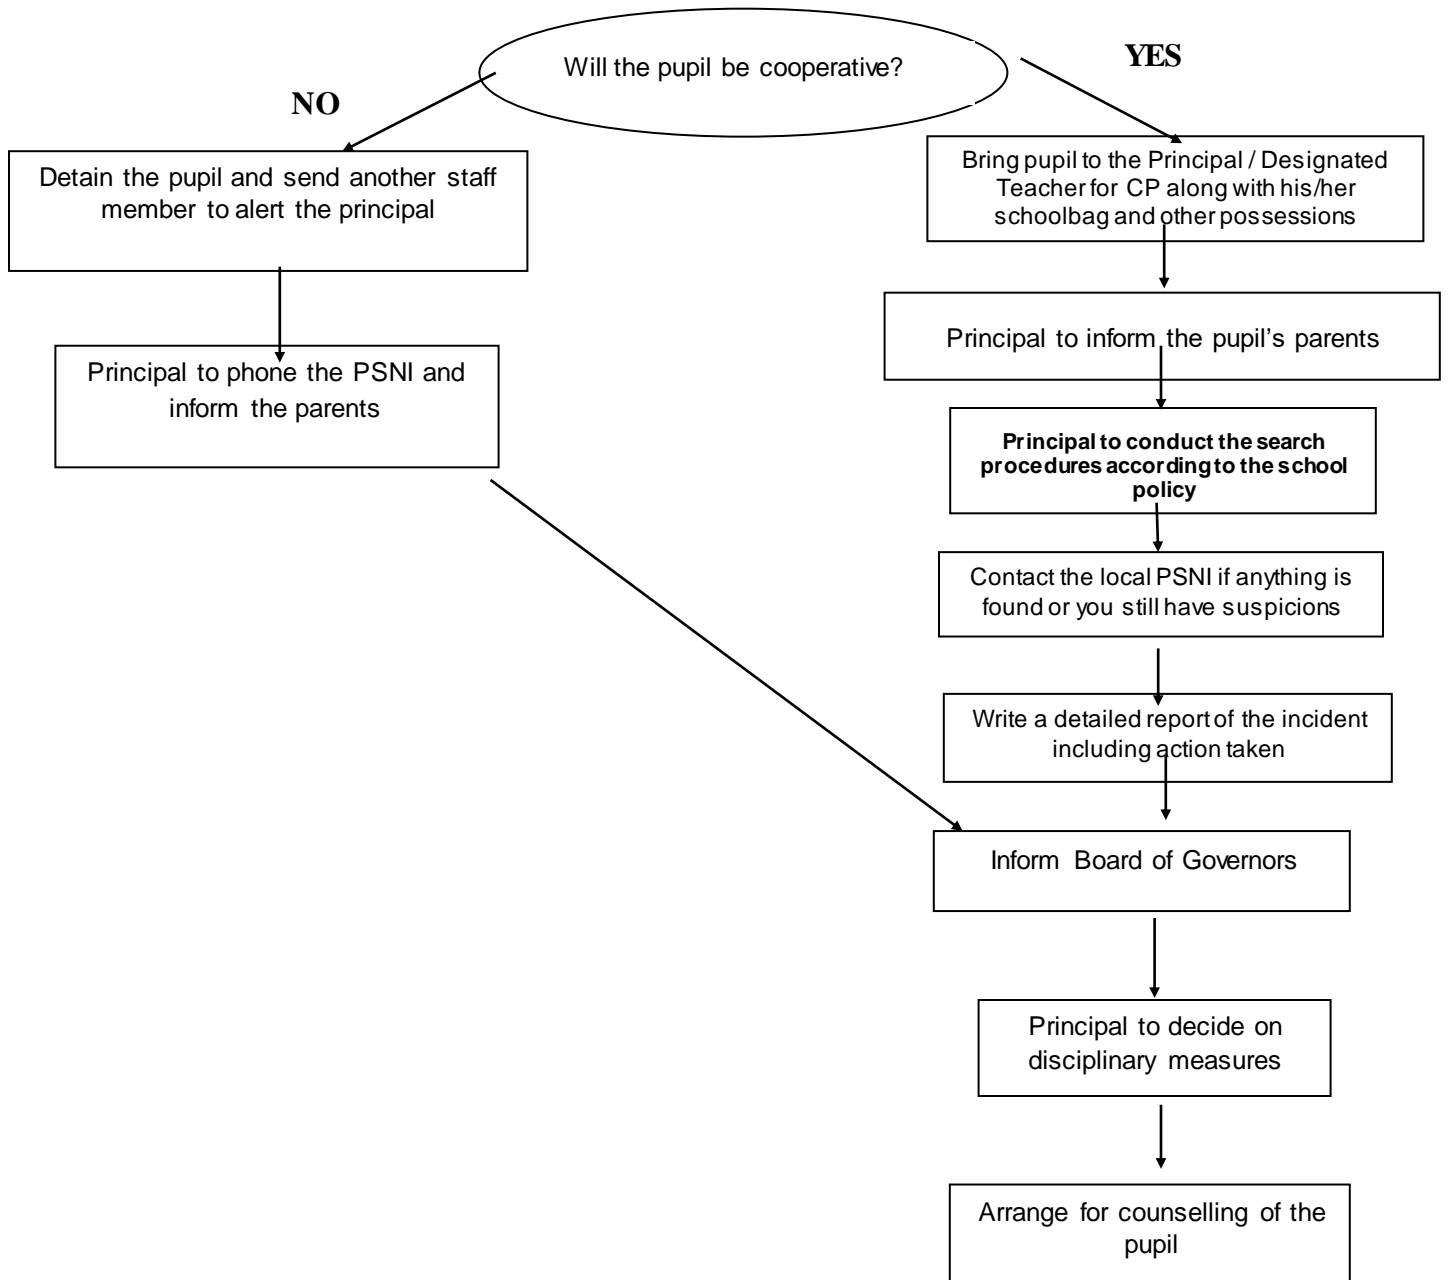 Will the pupil be cooperative?
YES
NO
Detain the pupil and send another staff
member to alert the principal
Bring pupil to the Principal / Designated
Teacher for CP along with his/her
schoolbag and other possessions
Principal to inform the pupil's parents
Principal to phone the PSNI and
inform the parents
Principal to conduct the search
procedures according to the school
policy
Contact the local PSNI if anything is
found or you still have suspicions
Write a detailed report of the incident
including action taken
Inform Board of Governors
Principal to decide on
disciplinary measures
Arrange for counselling of the
pupil